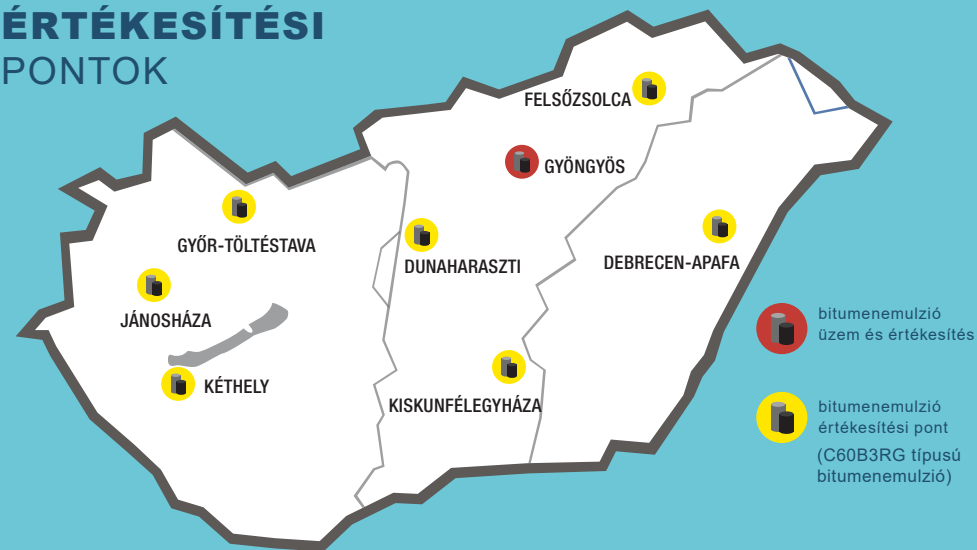 ÉRTÉKESÍTÉSI
PONTOK
FELSŐZSOLCA
GYÖNGYÖS
GYŐR-TÖLTÉSTAVA
DUNAHARASZTI
DEBRECEN-APAFA
JÁNOSHÁZA
KÉTHELY
KISKUNFÉLEGYHÁZA
bitumenemulzió
üzem és értékesítés
bitumenemulzió
értékesítési pont
(C60B3RG típusú
bitumenemulzió)